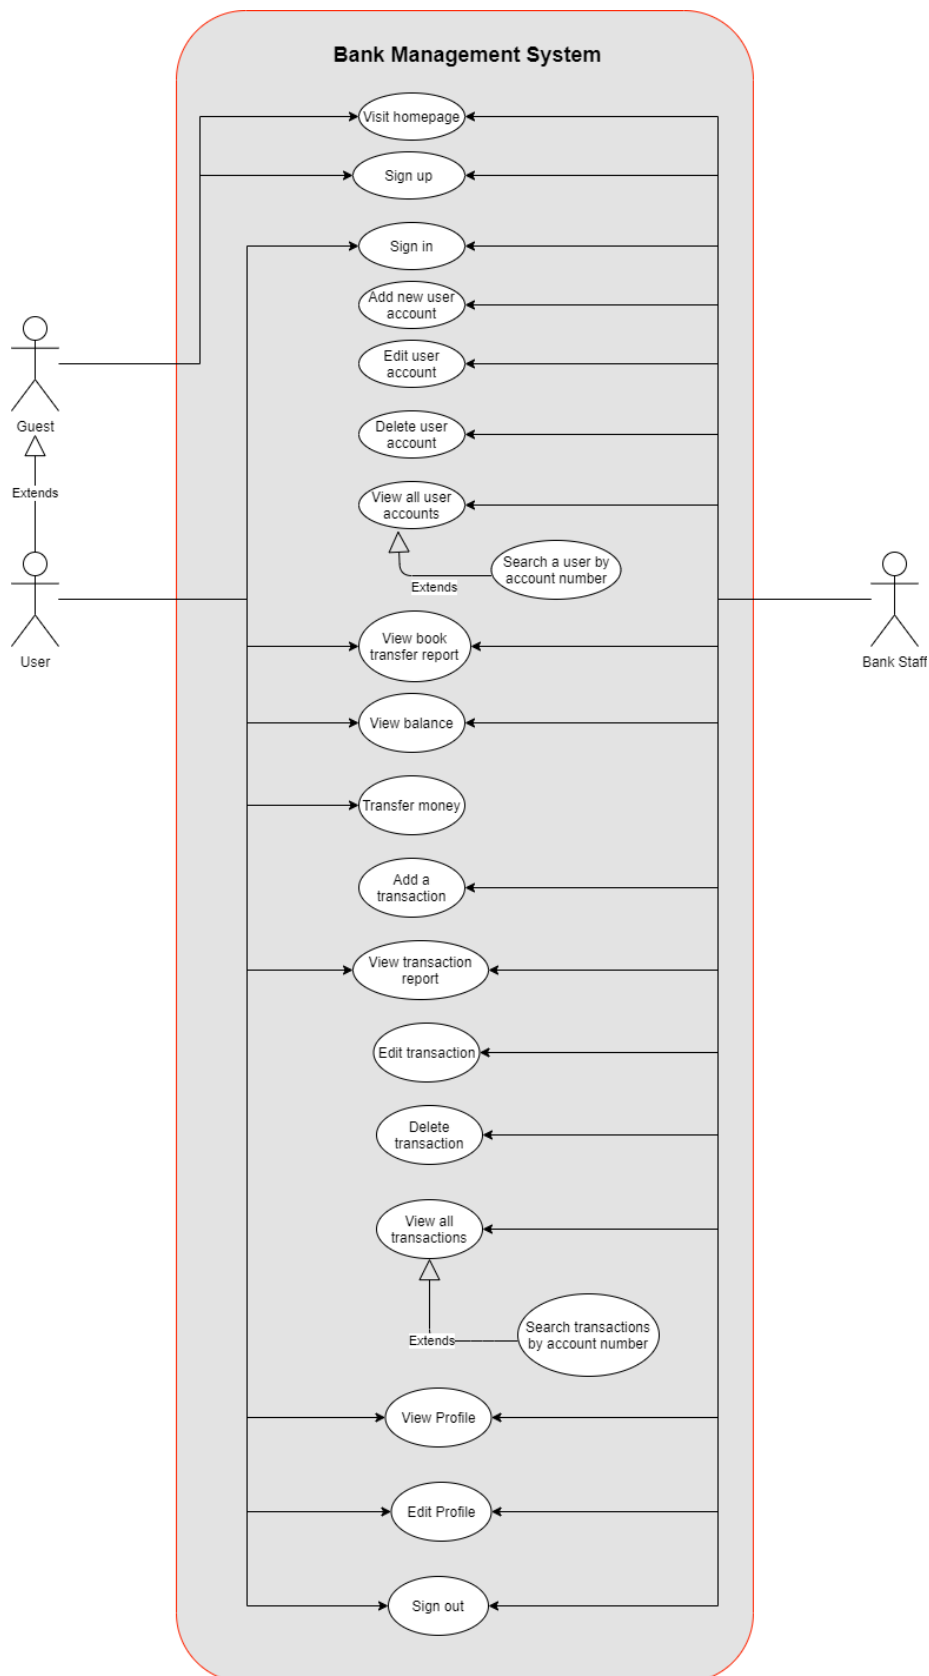 Bank Management System
Visit homepage
Sign up
Sign in
Add new user
account
Edit user
account
Guest
Delete user
account
Extends
View all user
accounts
Search a user by
account number
Extends
User
View book
transfer report
Bank Staff
View balance
Transfer money
Add a
transaction
View transaction
report
Edit transaction
Delete
transaction
View all
transactions
Search transactions
by account number
Extends
View Profile
Edit Profile
Sign out